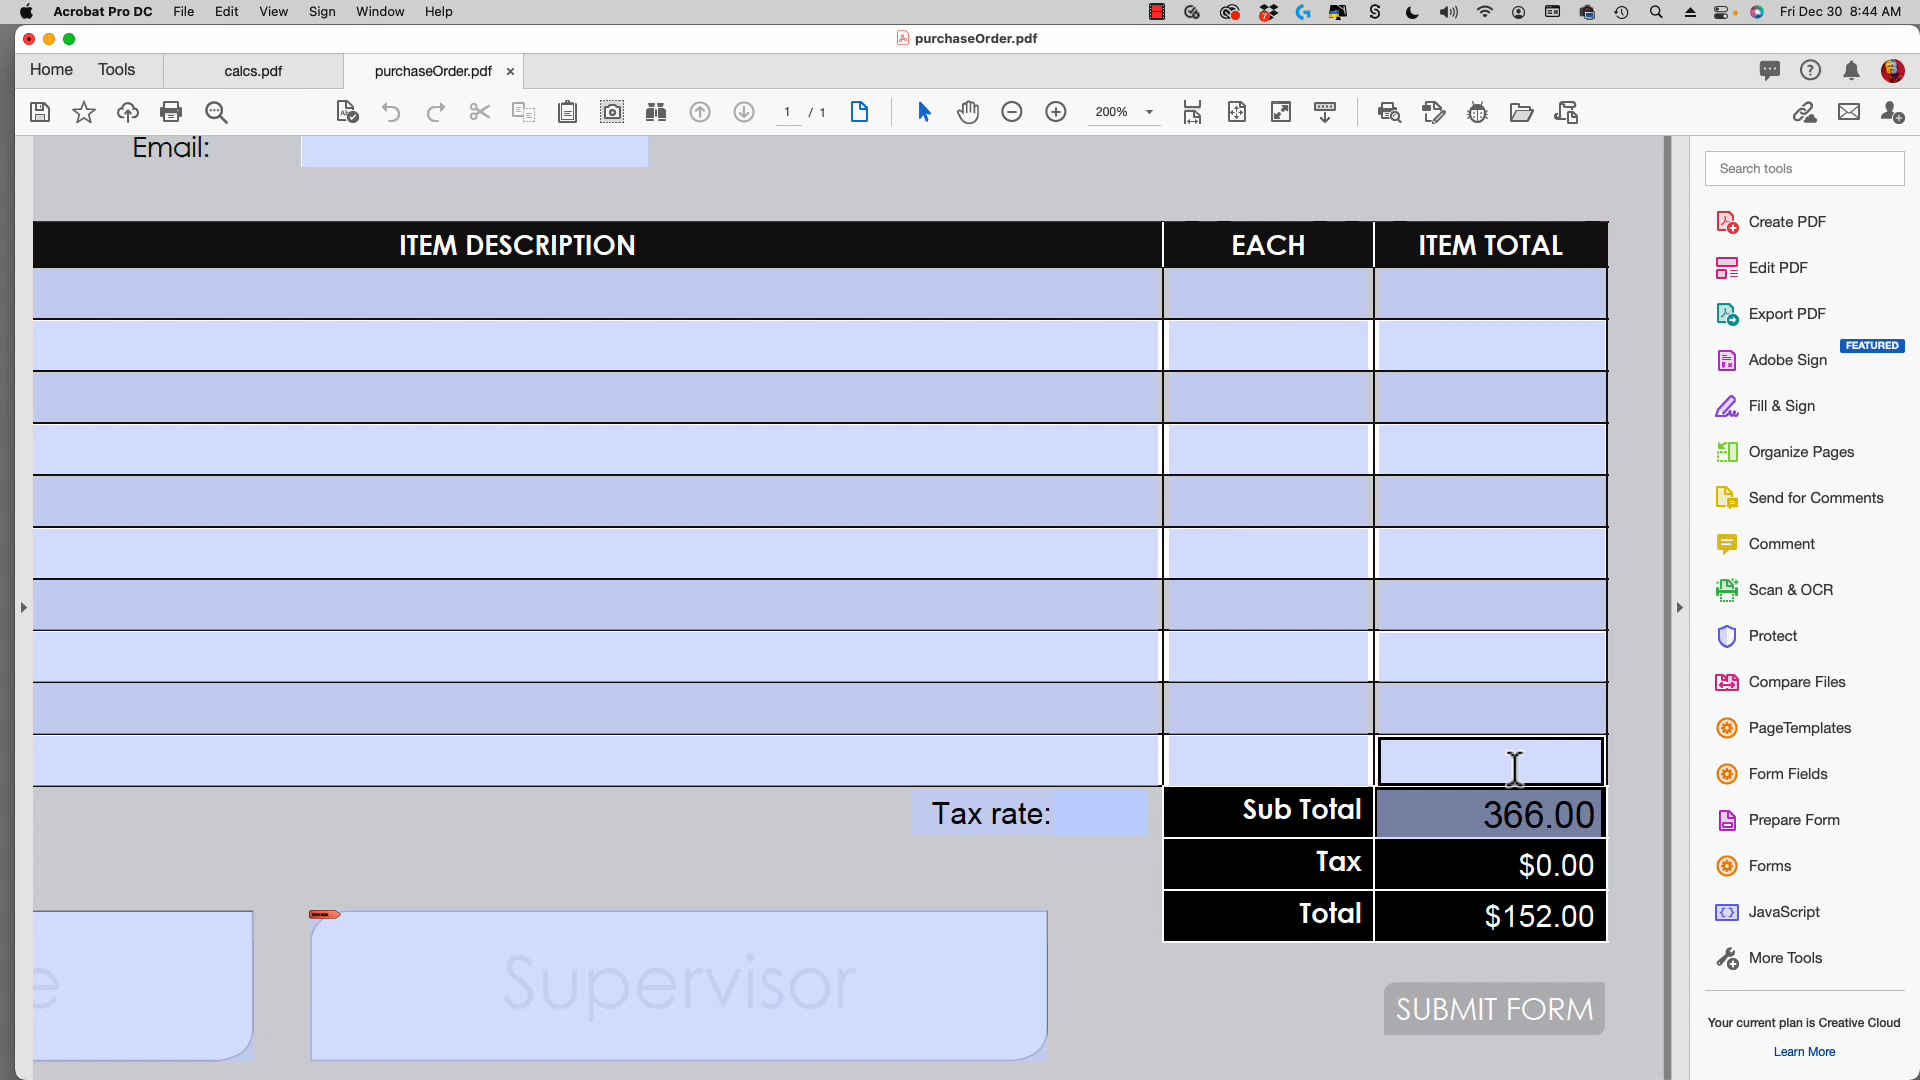 Acrobat Pro DC File Edit View Sign Window Help
Fri Dec 30 8:44 AM
purchaseOrder.pdf
Home Tools calcs.pdf purchaseOrder.pdf ×
1 / 1 200%
Email:
ITEM DESCRIPTION EACH ITEM TOTAL
Tax rate: Sub Total 366.00
Tax $0.00
Total $152.00
e Supervisor
SUBMIT FORM
Search tools
Create PDF
Edit PDF
Export PDF
FEATURED
Adobe Sign
Fill & Sign
Organize Pages
Send for Comments
Comment
Scan & OCR
Protect
Compare Files
PageTemplates
Form Fields
Prepare Form
Forms
JavaScript
More Tools
Your current plan is Creative Cloud
Learn More